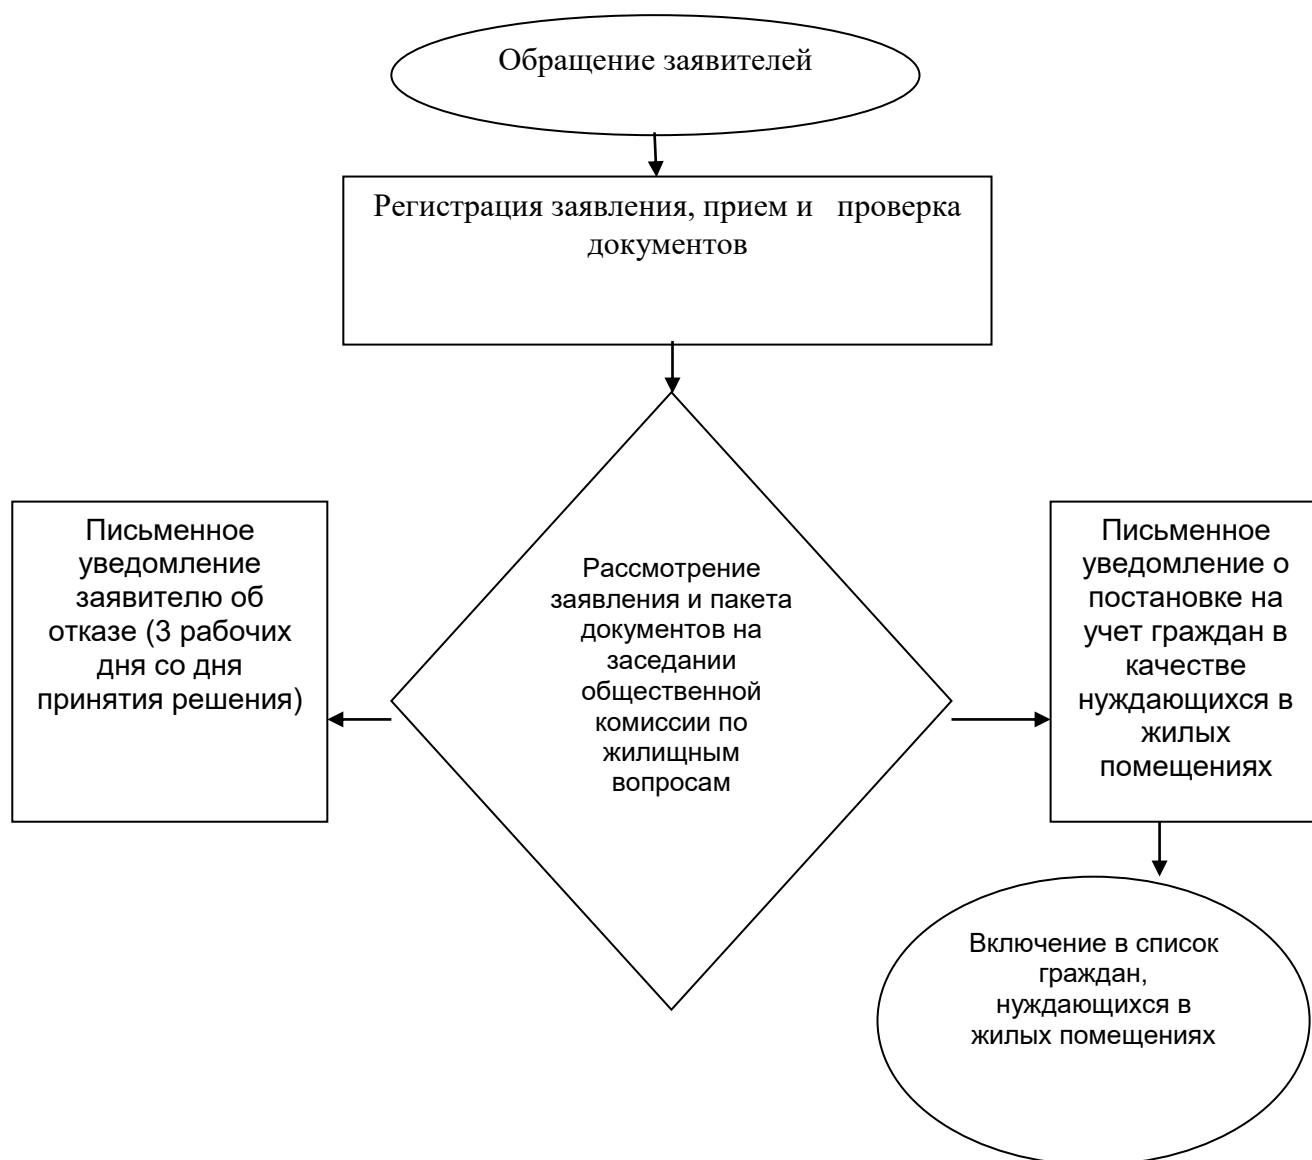 Обращение заявителей
Регистрация заявления, прием и проверка
документов
Письменное
уведомление
заявителю об
отказе (3 рабочих
дня со дня
принятия решения)
Рассмотрение
заявления и пакета
документов на
заседании
общественной
комиссии по
жилищным
вопросам
Письменное
уведомление о
постановке на
учет граждан в
качестве
нуждающихся в
жилых
помещениях
Включение в список
граждан,
нуждающихся в
жилых помещениях